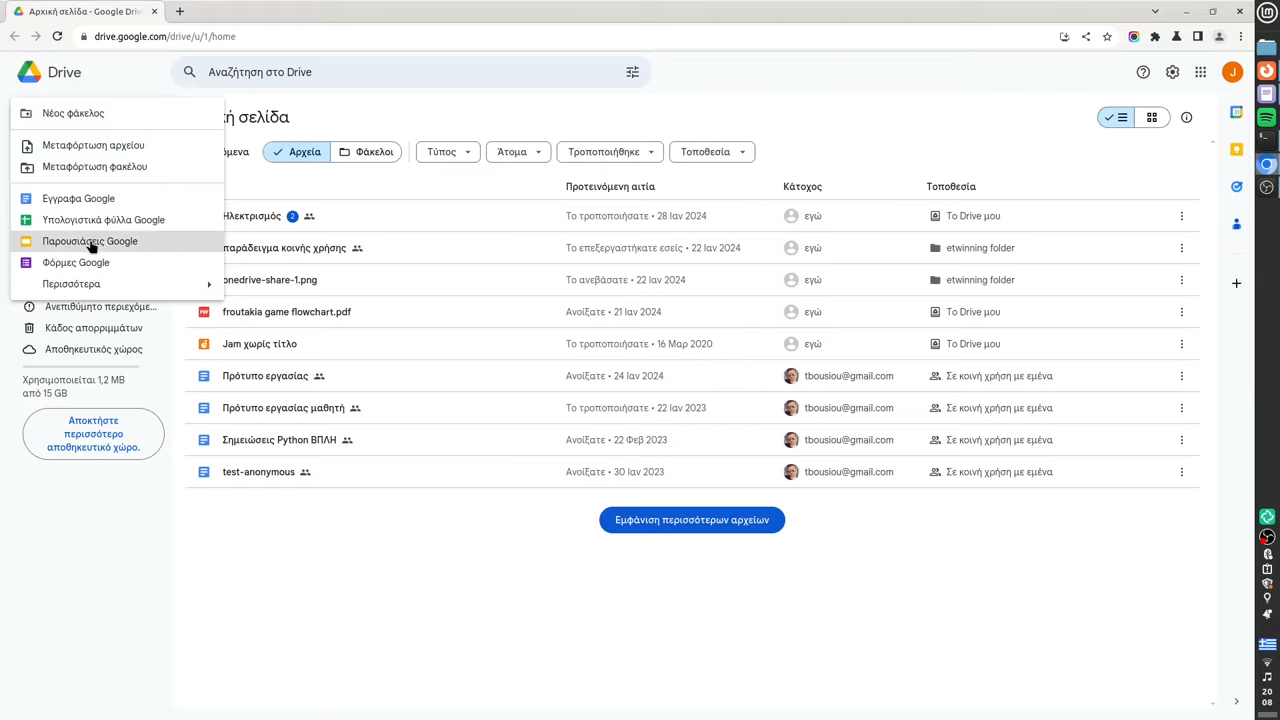 Αρχική σελίδα - Google Drive
drive.google.com/drive/u/1/home
Drive
Αναζήτηση στο Drive
J
Νέος φάκελος
Μεταφόρτωση αρχείου
Μεταφόρτωση φακέλου
Έγγραφα Google
Υπολογιστικά φύλλα Google
Παρουσιάσεις Google
Φόρμες Google
Περισσότερα
Ανεπιθύμητο περιεχόμε...
Κάδος απορριμμάτων
Αποθηκευτικός χώρος
Χρησιμοποιείται 1,2 MB
από 15 GB
Αποκτήστε
περισσότερο
αποθηκευτικό χώρο.
κή σελίδα
όμενα Αρχεία Φάκελοι Τύπος Άτομα Τροποποιήθηκε Τοποθεσία
Προτεινόμενη αιτία Κάτοχος Τοποθεσία
Ηλεκτρισμός 2 Το τροποποιήσατε • 28 Ιαν 2024 εγώ Το Drive μου
παράδειγμα κοινής χρήσης Το επεξεργαστήκατε εσείς • 22 Ιαν 2024 εγώ etwinning folder
onedrive-share-1.png Το ανεβάσατε • 22 Ιαν 2024 εγώ etwinning folder
PDF froutakia game flowchart.pdf Ανοίξατε • 21 Ιαν 2024 εγώ Το Drive μου
Jam χωρίς τίτλο Το τροποποιήσατε • 16 Μαρ 2020 εγώ Το Drive μου
Πρότυπο εργασίας Ανοίξατε • 24 Ιαν 2024 tbousiou@gmail.com Σε κοινή χρήση με εμένα
Πρότυπο εργασίας μαθητή Το τροποποιήσατε • 22 Ιαν 2023 tbousiou@gmail.com Σε κοινή χρήση με εμένα
Σημειώσεις Python ΒΠΛΗ Ανοίξατε • 22 Φεβ 2023 tbousiou@gmail.com Σε κοινή χρήση με εμένα
test-anonymous Ανοίξατε • 30 Ιαν 2023 tbousiou@gmail.com Σε κοινή χρήση με εμένα
Εμφάνιση περισσότερων αρχείων
20
08